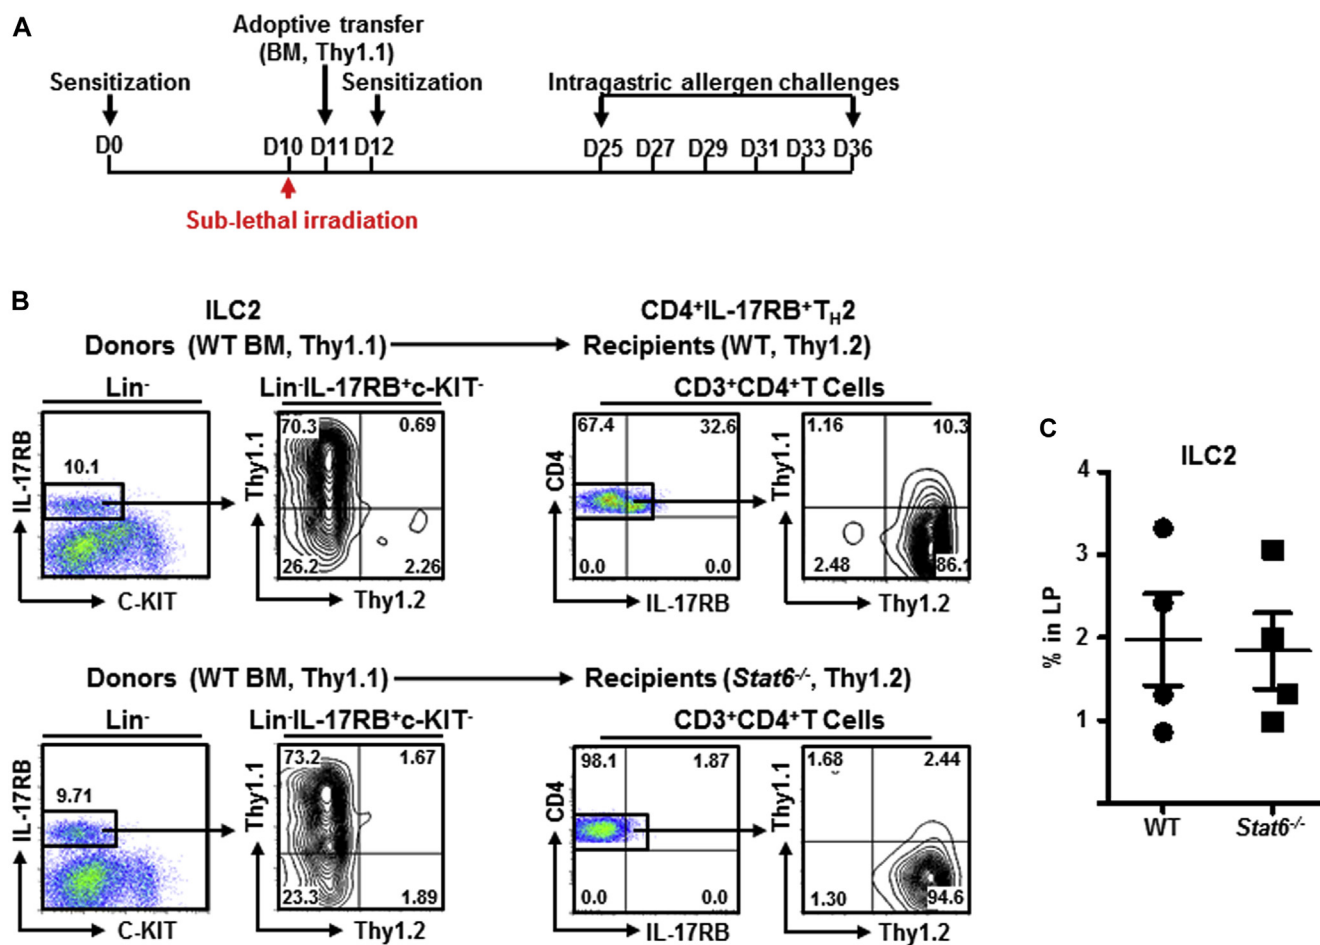 A
Adoptive transfer
(BM, Thy1.1)
Sensitization
Sensitization
Intragastric allergen challenges
D0
D10
D11
D12
D25
D27
D29
D31
D33
D36
Sub-lethal irradiation
B
ILC2
CD4⁺IL-17RB⁺T_H2
Donors (WT BM, Thy1.1)
Recipients (WT, Thy1.2)
Lin⁻
Lin⁻IL-17RB⁺c-KIT⁻
CD3⁺CD4⁺T Cells
IL-17RB
10.1
C-KIT
Thy1.1
70.3
0.69
26.2
2.26
Thy1.2
CD4
67.4
32.6
0.0
0.0
IL-17RB
Thy1.1
1.16
10.3
2.48
86.1
Thy1.2
Donors (WT BM, Thy1.1)
Recipients (Stat6⁻/⁻, Thy1.2)
Lin⁻
Lin⁻IL-17RB⁺c-KIT⁻
CD3⁺CD4⁺T Cells
IL-17RB
9.71
C-KIT
Thy1.1
73.2
1.67
23.3
1.89
Thy1.2
CD4
98.1
1.87
0.0
0.0
IL-17RB
Thy1.1
1.68
2.44
1.30
94.6
Thy1.2
C
ILC2
% in LP
4
3
2
1
WT
Stat6⁻/⁻